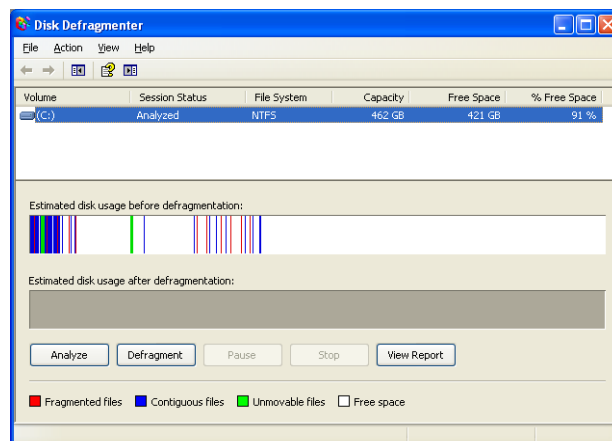 Disk Defragmenter
File Action View Help
Volume Session Status File System Capacity Free Space % Free Space
(C:) Analyzed NTFS 462 GB 421 GB 91 %
Estimated disk usage before defragmentation:
Estimated disk usage after defragmentation:
Analyze Defragment Pause Stop View Report
Fragmented files Contiguous files Unmovable files Free space